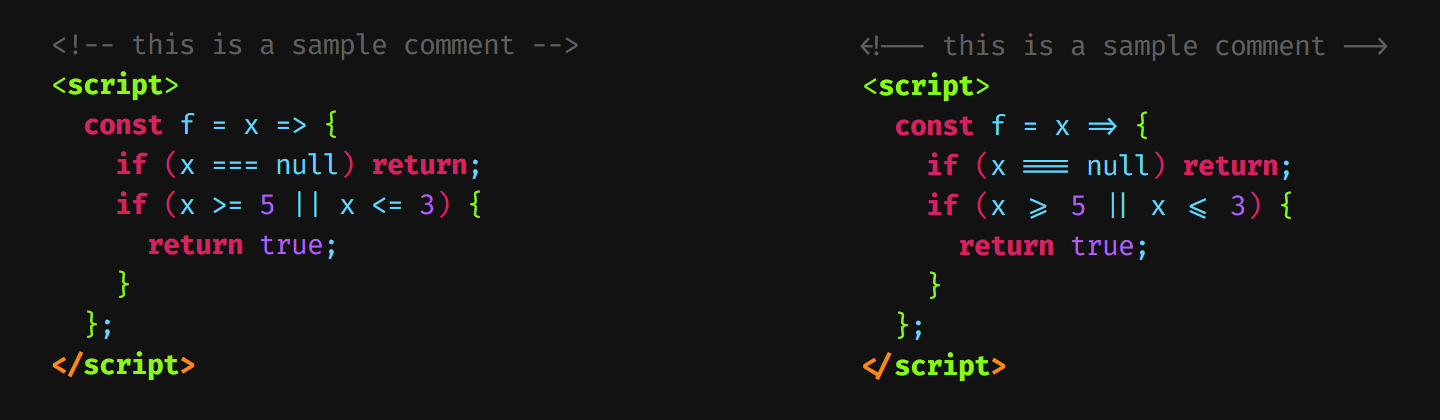 <!-- this is a sample comment -->
<script>
  const f = x => {
    if (x === null) return;
    if (x >= 5 || x <= 3) {
      return true;
    }
  };
</script>
<!-- this is a sample comment -->
<script>
  const f = x => {
    if (x === null) return;
    if (x >= 5 || x <= 3) {
      return true;
    }
  };
</script>